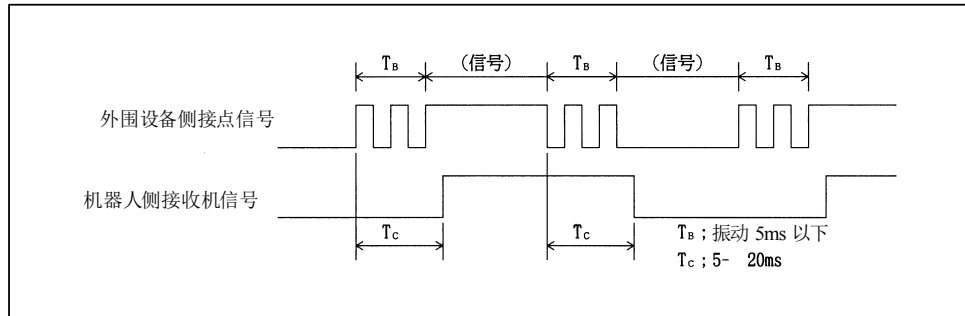 TB (信号) TB (信号) TB
外围设备侧接点信号
机器人侧接收机信号
TC TC
TB ; 振动 5ms 以下
TC ; 5- 20ms